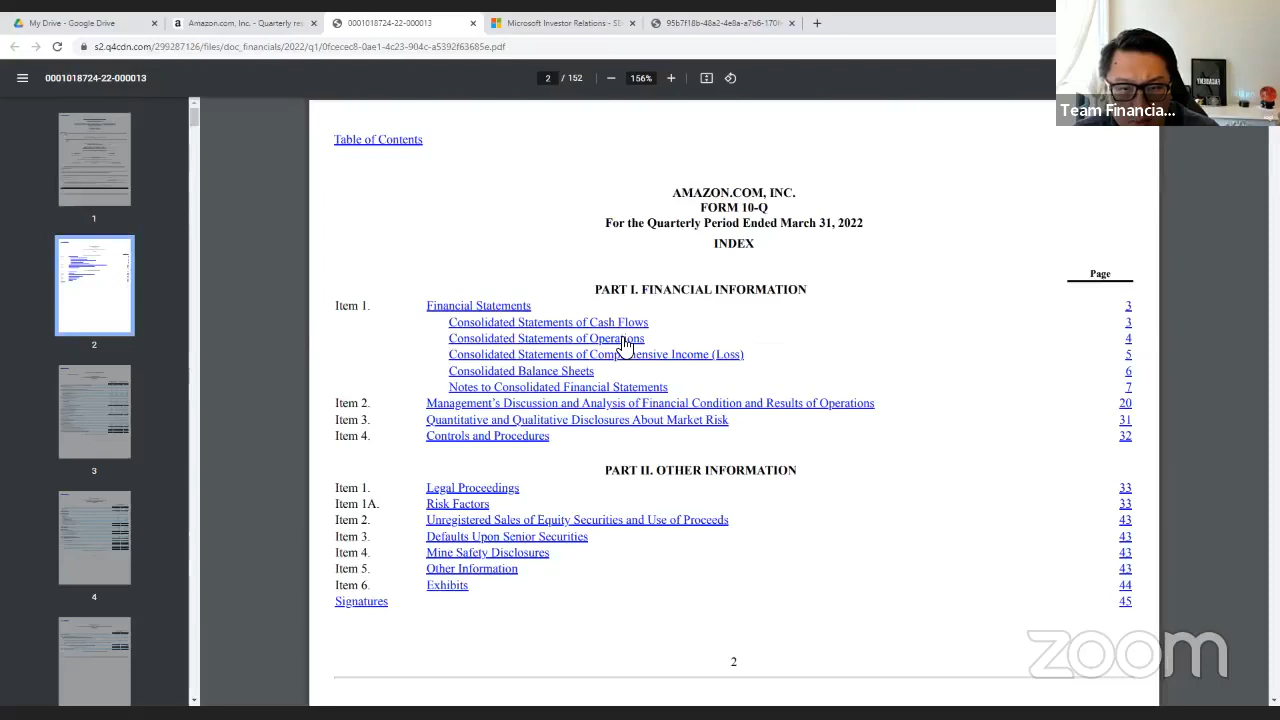 My Drive - Google Drive
Amazon.com, Inc. - Quarterly re
0001018724-22-000013
Microsoft Investor Relations - SE
95b7f18b-48a2-4e8a-a7b6-170f
s2.q4cdn.com/299287126/files/doc_financials/2022/q1/0fcecec8-0ae1-4c23-904c-a5392f63685e.pdf
0001018724-22-000013
2 / 152
156%
Team Financia...
Table of Contents
AMAZON.COM, INC.
FORM 10-Q
For the Quarterly Period Ended March 31, 2022
INDEX
Page
PART I. FINANCIAL INFORMATION
Item 1. Financial Statements 3
Consolidated Statements of Cash Flows 3
Consolidated Statements of Operations 4
Consolidated Statements of Comprehensive Income (Loss) 5
Consolidated Balance Sheets 6
Notes to Consolidated Financial Statements 7
Item 2. Management's Discussion and Analysis of Financial Condition and Results of Operations 20
Item 3. Quantitative and Qualitative Disclosures About Market Risk 31
Item 4. Controls and Procedures 32
PART II. OTHER INFORMATION
Item 1. Legal Proceedings 33
Item 1A. Risk Factors 33
Item 2. Unregistered Sales of Equity Securities and Use of Proceeds 43
Item 3. Defaults Upon Senior Securities 43
Item 4. Mine Safety Disclosures 43
Item 5. Other Information 43
Item 6. Exhibits 44
Signatures 45
2
1
2
3
4
zoom